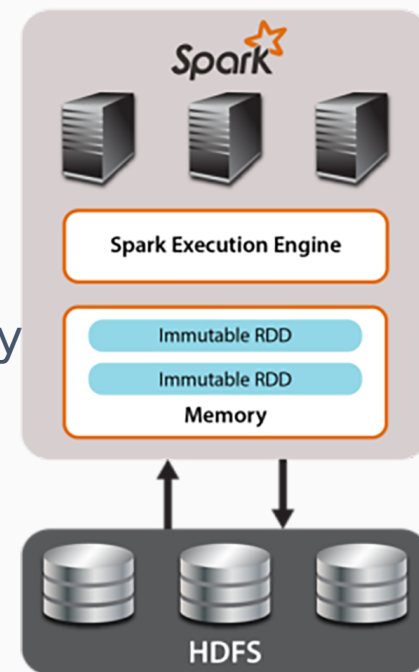 Spark
Spark Execution Engine
y
Immutable RDD
Immutable RDD
Memory
HDFS